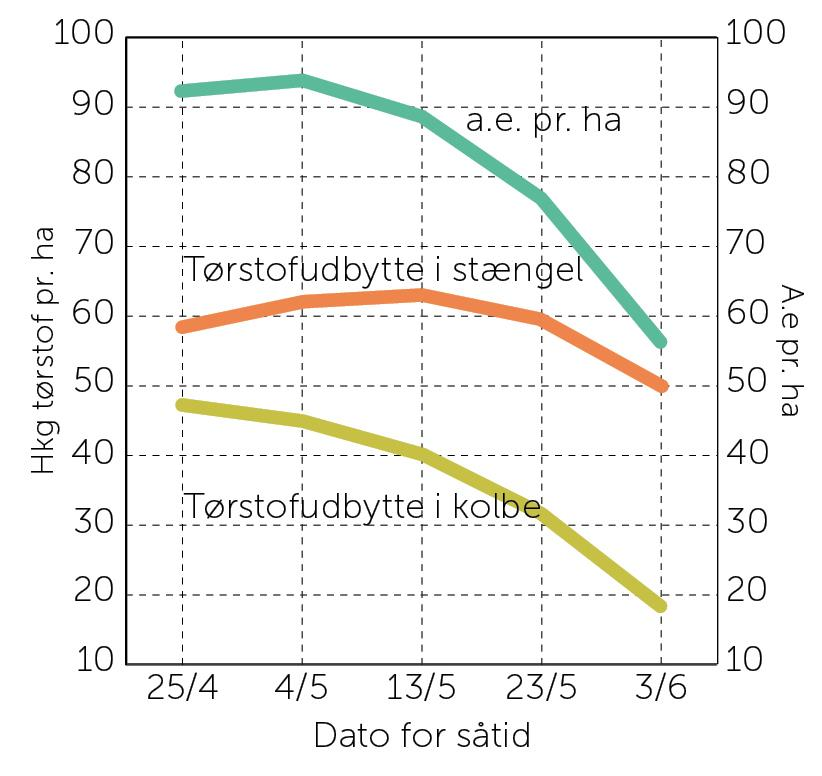 100
90
80
70
60
50
40
30
20
10
Hkg tørstof pr. ha
a.e. pr. ha
Tørstofudbytte i stængel
Tørstofudbytte i kolbe
100
90
80
70
60
50
40
30
20
10
A.e pr. ha
25/4 4/5 13/5 23/5 3/6
Dato for såtid